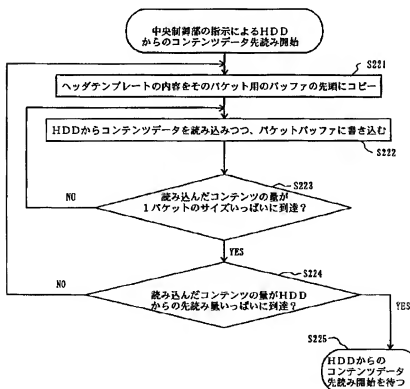 中央制御部の指示によるHDD
からのコンテンツデータ先読み開始
S221
ヘッダテンプレートの内容をそのパケット用のバッファの先頭にコピー
HDDからコンテンツデータを読み込みつつ、パケットバッファに書き込む
S222
S223
NO
読み込んだコンテンツの量が
1パケットのサイズいっぱいに到達?
YES
S224
NO
読み込んだコンテンツの量がHDD
からの先読み量いっぱいに到達?
YES
S225
HDDからの
コンテンツデータ
先読み開始を待つ